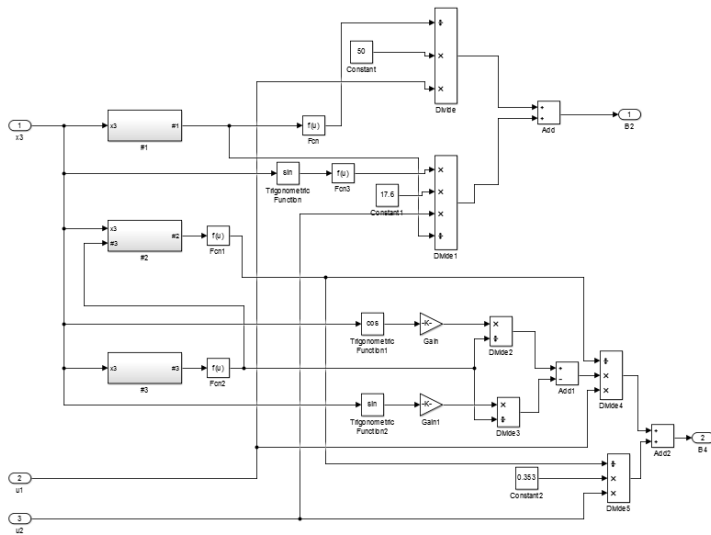 ÷
50
×
Constant
×
Divide
1
x3
x3
#1
#1
f(u)
Fcn
+
+
Add
1
B2
sin
Trigonometric
Function
f(u)
Fcn3
×
17.6
×
Constant1
×
÷
Divide1
x3
#3
#2
#2
f(u)
Fcn1
cos
Trigonometric
Function1
-K-
Gain
×
÷
Divide2
x3
#3
#3
f(u)
Fcn2
+
−
Add1
÷
×
×
Divide4
sin
Trigonometric
Function2
-K-
Gain1
×
÷
Divide3
+
+
Add2
2
B4
2
u1
0.353
Constant2
÷
×
×
Divide5
3
u2